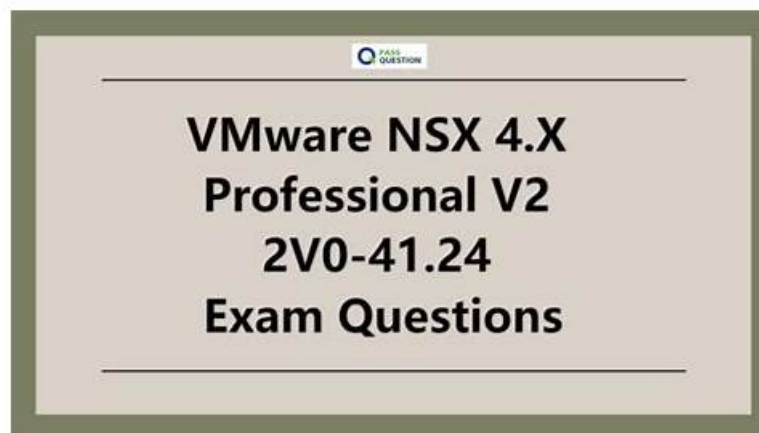 PASS
QUESTION
VMware NSX 4.X
Professional V2
2V0-41.24
Exam Questions